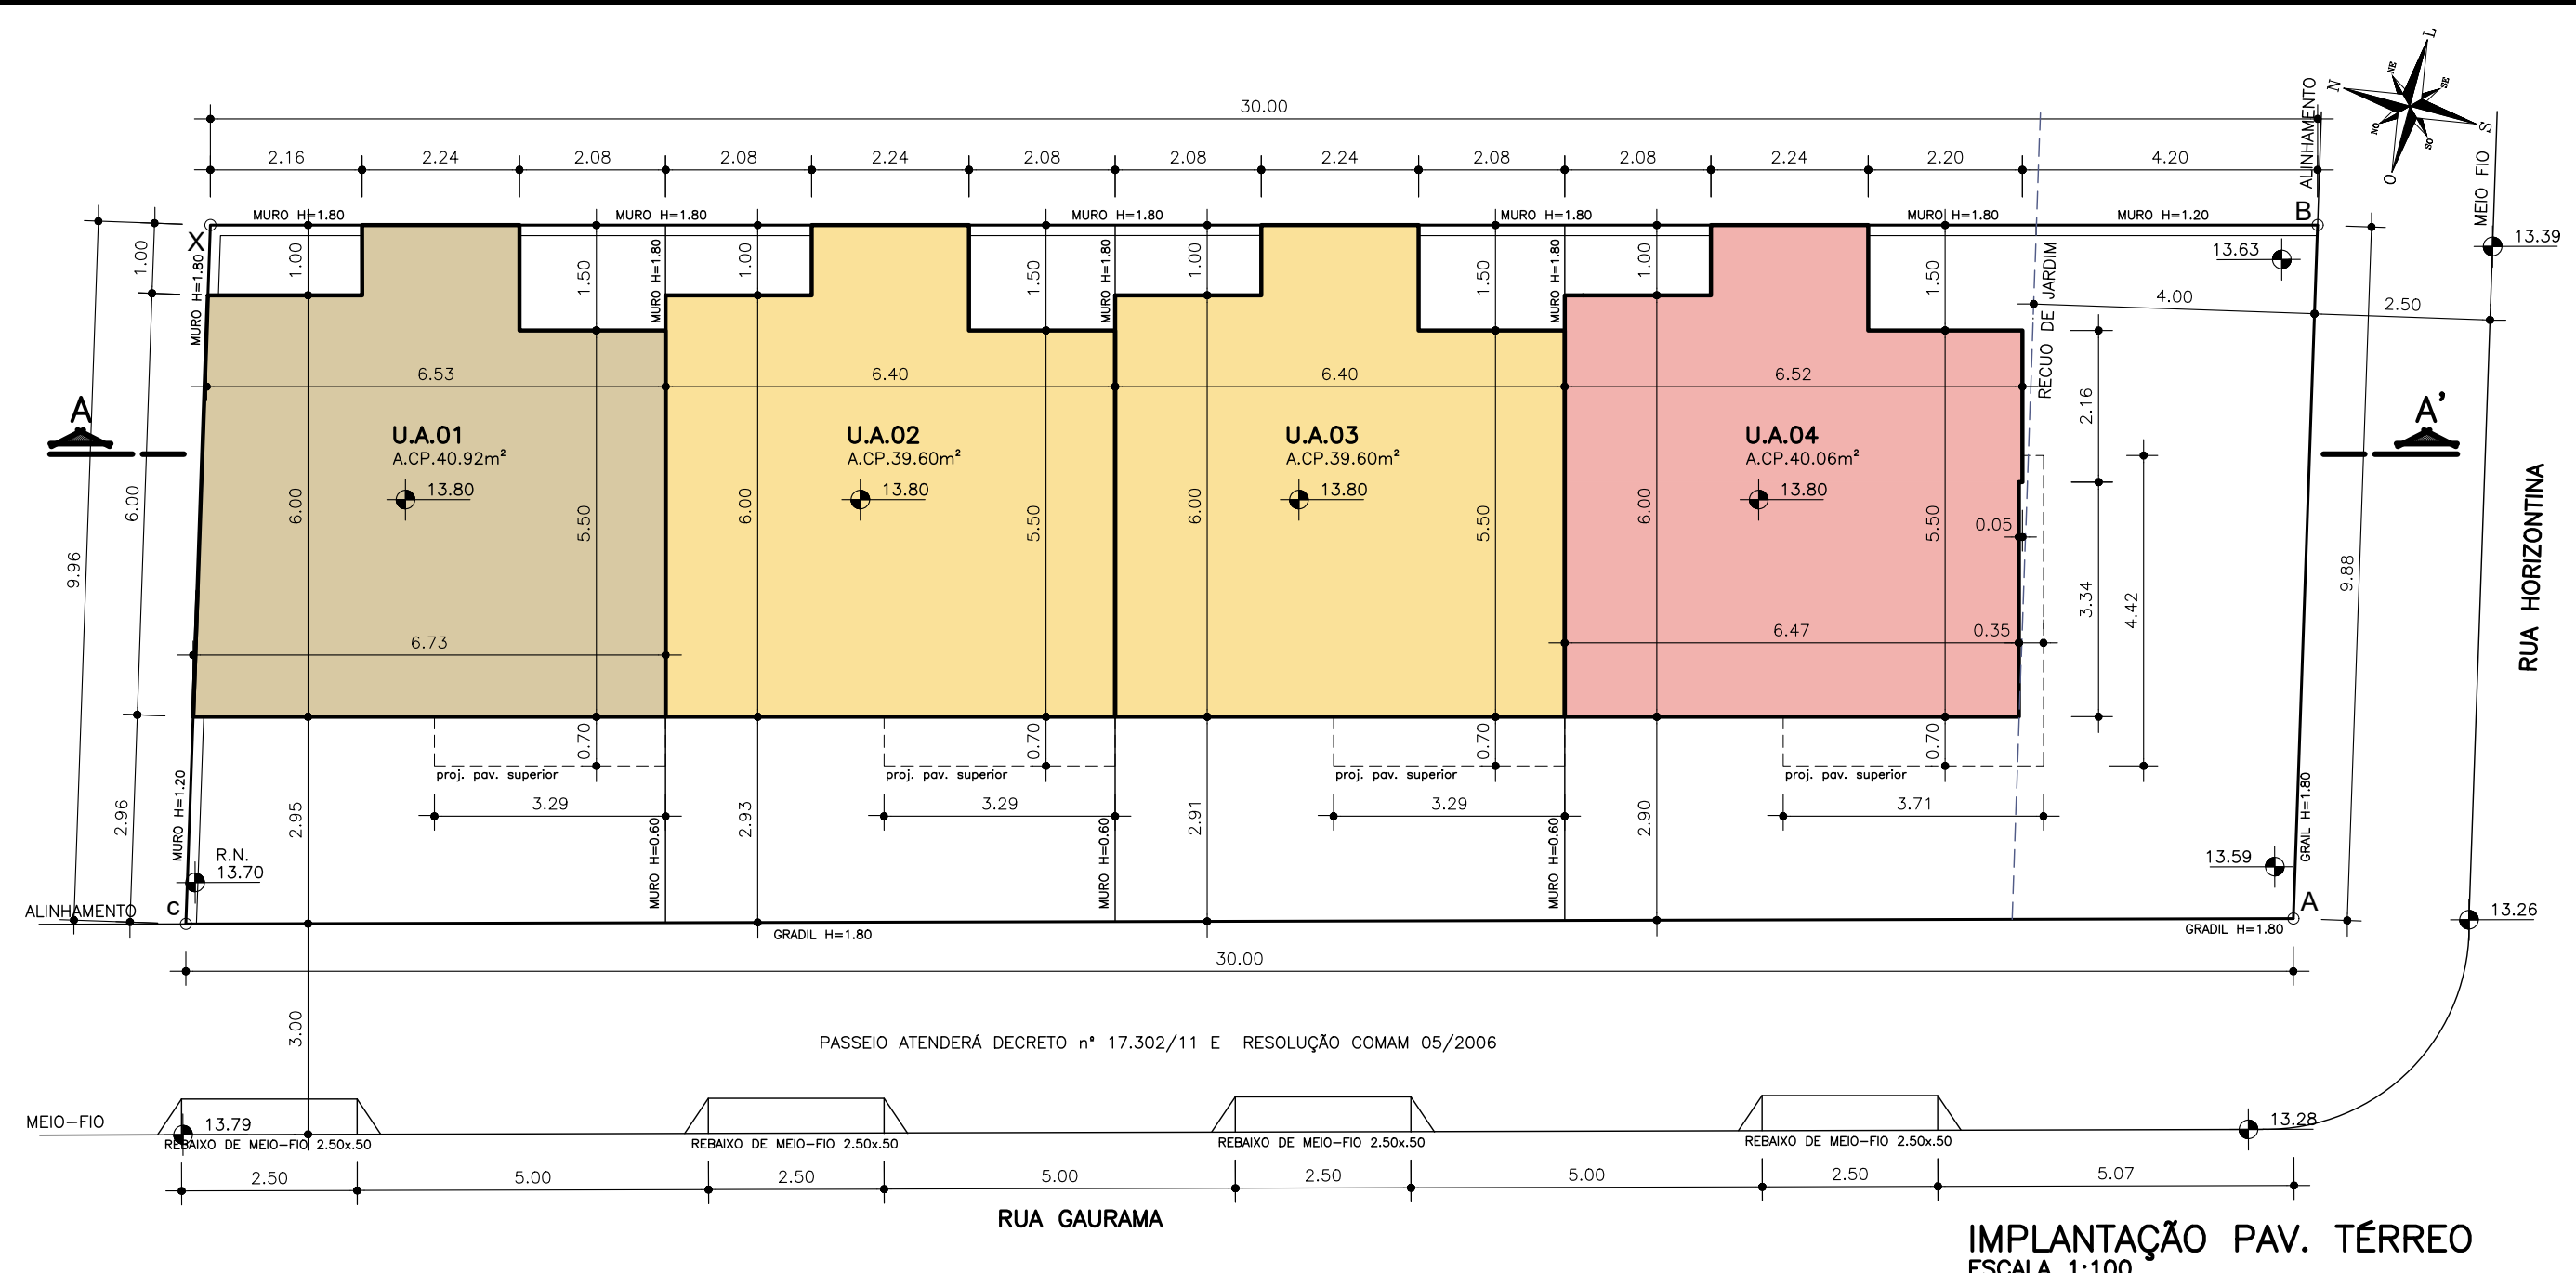 30.00
2.16 2.24 2.08 2.08 2.24 2.08 2.08 2.24 2.08 2.08 2.24 2.20 4.20
ALINHAMENTO
MEIO FIO
N NE L SE S SO O NO
X MURO H=1.80 MURO H=1.80 MURO H=1.80 MURO H=1.80 MURO H=1.80 MURO H=1.20 B
13.39
13.63
1.00 1.00 1.50 1.00 1.50 1.00 1.50 1.00 1.50
MURO H=1.80 MURO H=1.80 MURO H=1.80 MURO H=1.80
RECUO DE JARDIM
4.00 2.50
6.53 6.40 6.40 6.52
2.16
A A'
U.A.01 U.A.02 U.A.03 U.A.04
A.CP.40.92m² A.CP.39.60m² A.CP.39.60m² A.CP.40.06m²
13.80 13.80 13.80 13.80
6.00 6.00 5.50 6.00 5.50 6.00 5.50 6.00 5.50
0.05
9.96 9.88
3.34 4.42
RUA HORIZONTINA
6.73 6.47 0.35
0.70 0.70 0.70 0.70
proj. pav. superior proj. pav. superior proj. pav. superior proj. pav. superior
3.29 3.29 3.29 3.71
2.96 2.95 2.93 2.91 2.90
MURO H=1.20 MURO H=0.60 MURO H=0.60 MURO H=0.60 GRAIL H=1.80
R.N.
13.70
13.59
ALINHAMENTO C A
13.26
GRADIL H=1.80 GRADIL H=1.80
30.00
3.00
PASSEIO ATENDERÁ DECRETO n° 17.302/11 E RESOLUÇÃO COMAM 05/2006
MEIO-FIO 13.79 13.28
REBAIXO DE MEIO-FIO 2.50x.50 REBAIXO DE MEIO-FIO 2.50x.50 REBAIXO DE MEIO-FIO 2.50x.50 REBAIXO DE MEIO-FIO 2.50x.50
2.50 5.00 2.50 5.00 2.50 5.00 2.50 5.07
RUA GAURAMA
IMPLANTAÇÃO PAV. TÉRREO
ESCALA 1:100